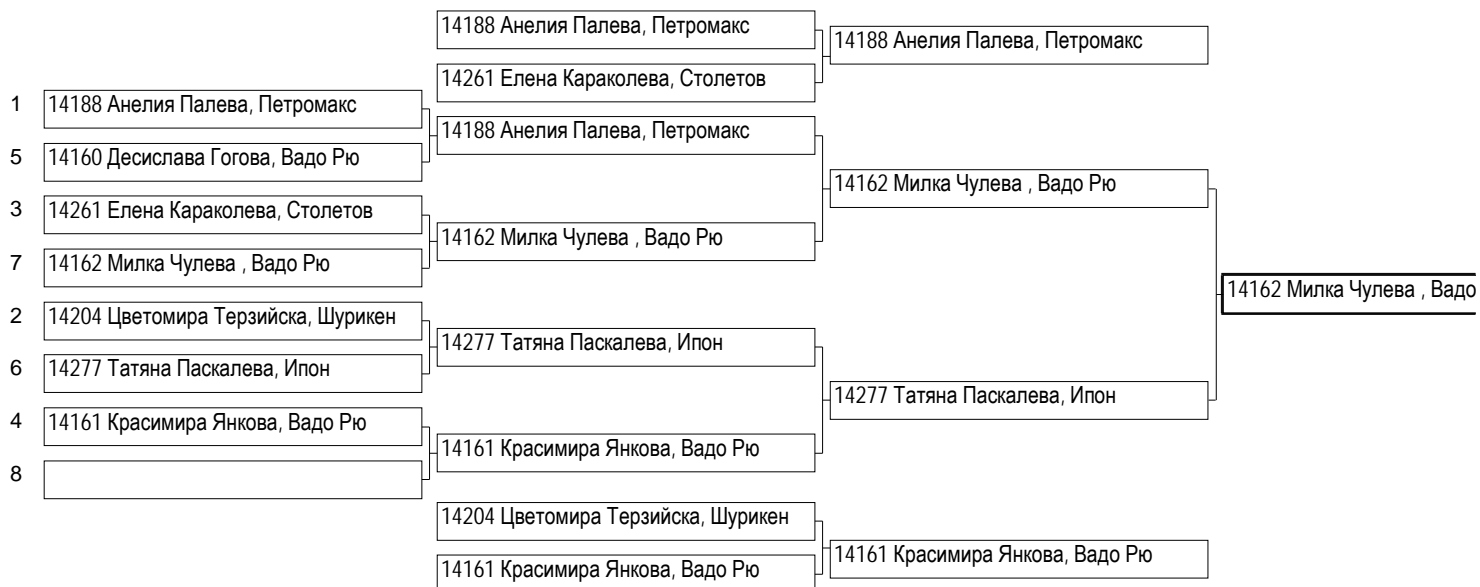 14188 Анелия Палева, Петромакс
14188 Анелия Палева, Петромакс
14261 Елена Караколева, Столетов
1 14188 Анелия Палева, Петромакс
14188 Анелия Палева, Петромакс
5 14160 Десислава Гогова, Вадо Рю
14162 Милка Чулева , Вадо Рю
3 14261 Елена Караколева, Столетов
14162 Милка Чулева , Вадо Рю
7 14162 Милка Чулева , Вадо Рю
14162 Милка Чулева , Вадо
2 14204 Цветомира Терзийска, Шурикен
14277 Татяна Паскалева, Ипон
6 14277 Татяна Паскалева, Ипон
14277 Татяна Паскалева, Ипон
4 14161 Красимира Янкова, Вадо Рю
14161 Красимира Янкова, Вадо Рю
8
14204 Цветомира Терзийска, Шурикен
14161 Красимира Янкова, Вадо Рю
14161 Красимира Янкова, Вадо Рю